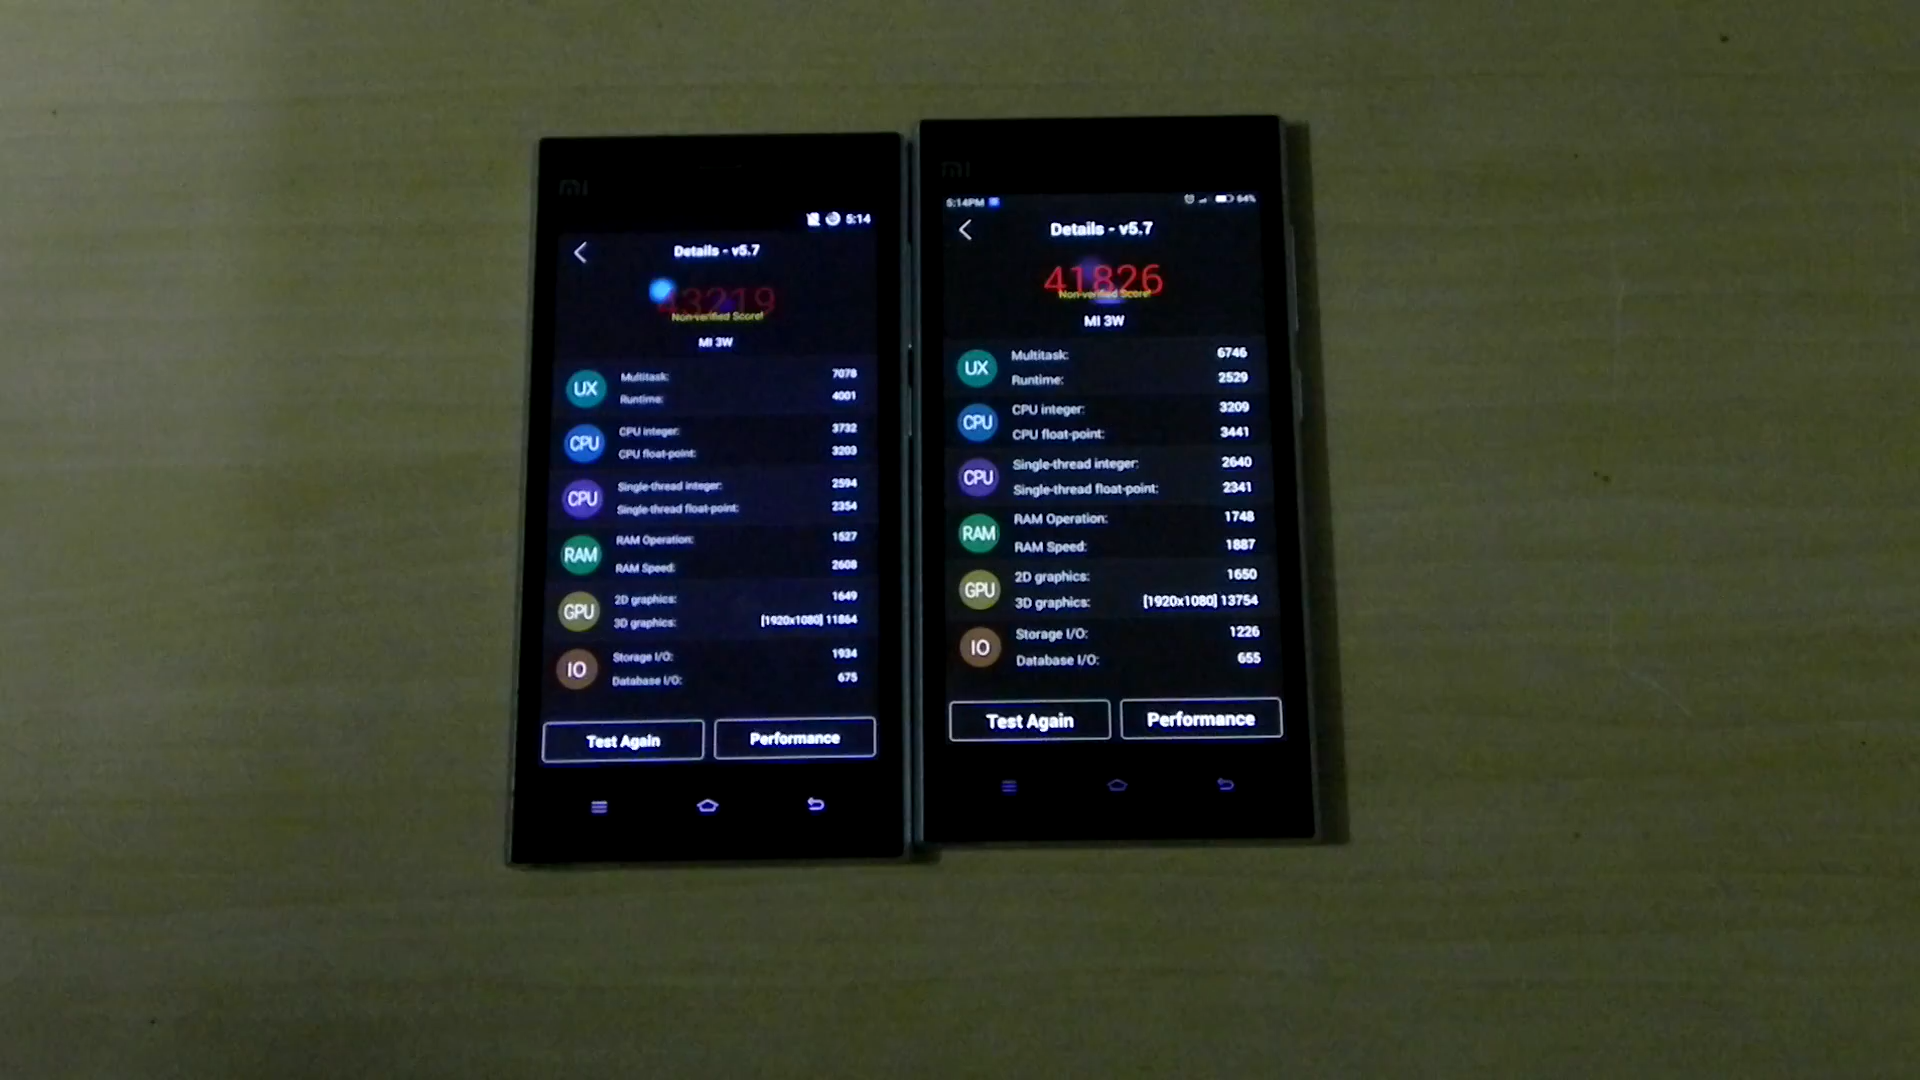 MI
5:14
Details - v5.7
43219
Non-verified Score!
MI 3W
UX
Multitask: 7078
Runtime: 4001
CPU
CPU integer: 3732
CPU float-point: 3203
CPU
Single-thread integer: 2594
Single-thread float-point: 2354
RAM
RAM Operation: 1527
RAM Speed: 2608
GPU
2D graphics: 1649
3D graphics: [1920x1080] 11864
IO
Storage I/O: 1934
Database I/O: 675
Test Again
Performance
MI
5:14PM
64%
Details - v5.7
41826
Non-verified Score!
MI 3W
UX
Multitask: 6746
Runtime: 2529
CPU
CPU integer: 3209
CPU float-point: 3441
CPU
Single-thread integer: 2640
Single-thread float-point: 2341
RAM
RAM Operation: 1748
RAM Speed: 1887
GPU
2D graphics: 1650
3D graphics: [1920x1080] 13754
IO
Storage I/O: 1226
Database I/O: 655
Test Again
Performance